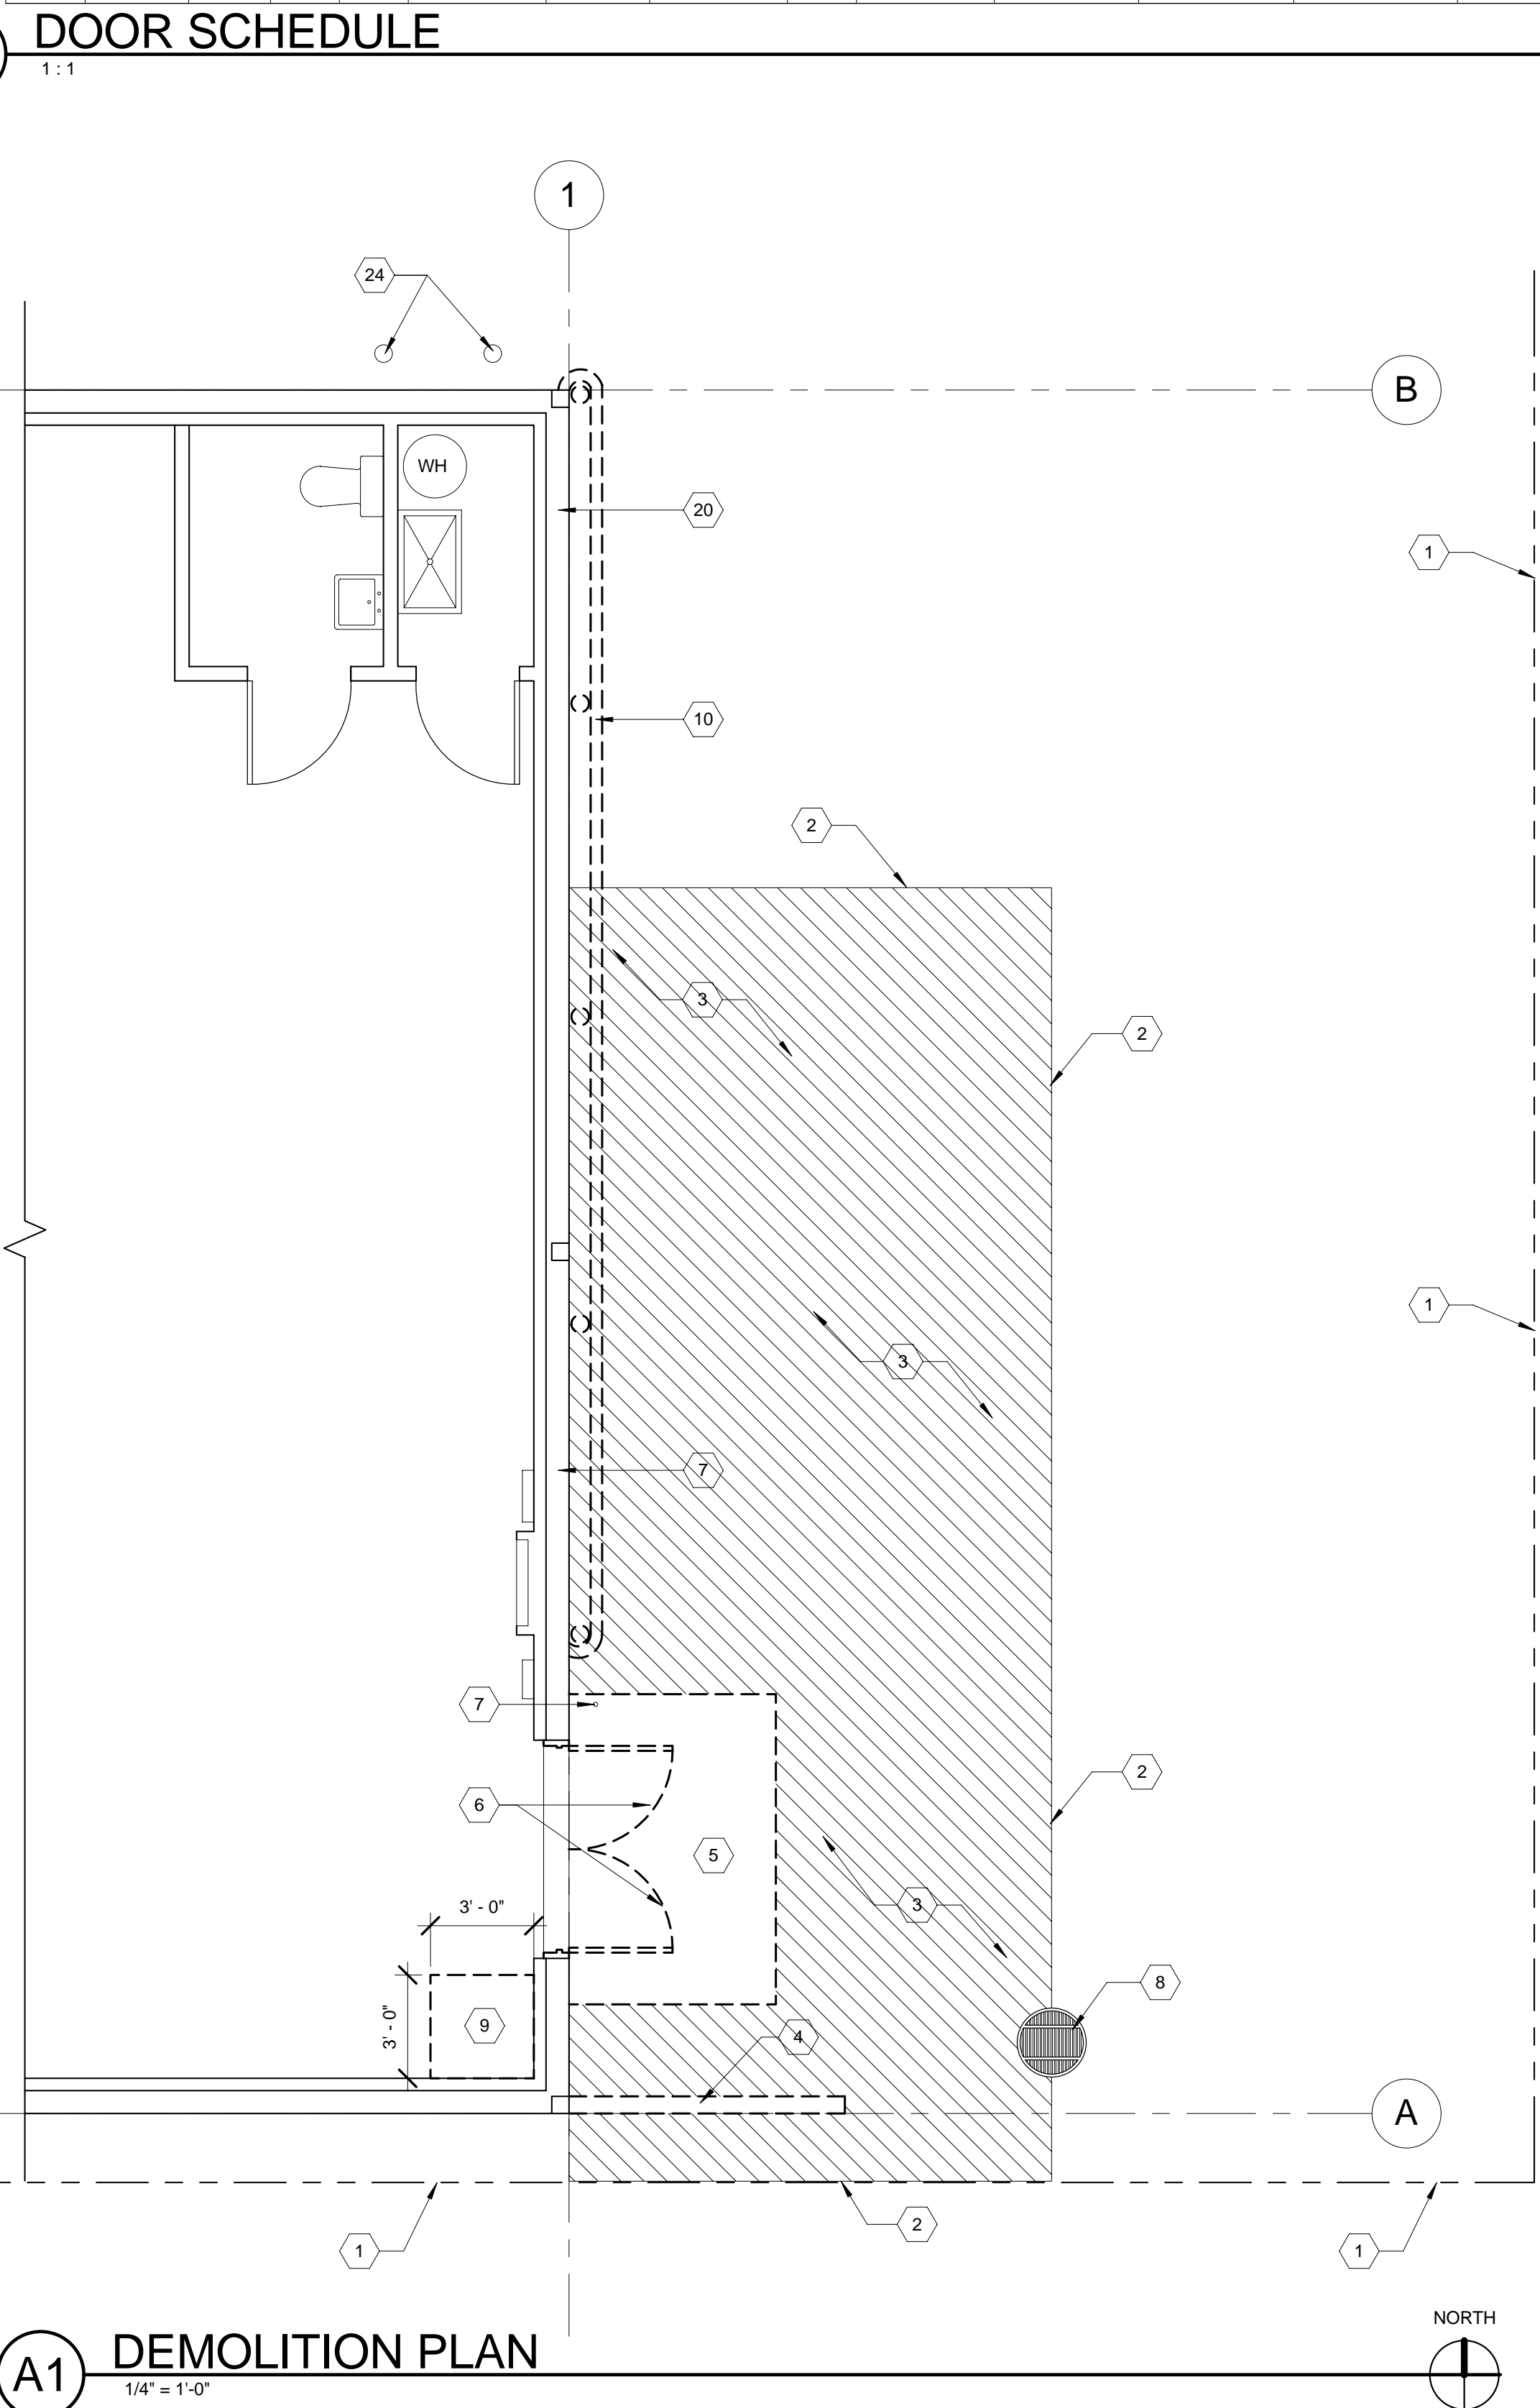 DOOR SCHEDULE
1 : 1
1
24
B
WH
20
1
10
2
3
2
1
3
7
7
2
6
5
3' - 0"
3
8
3' - 0"
9
4
A
2
1
1
NORTH
A1
DEMOLITION PLAN
1/4" = 1'-0"